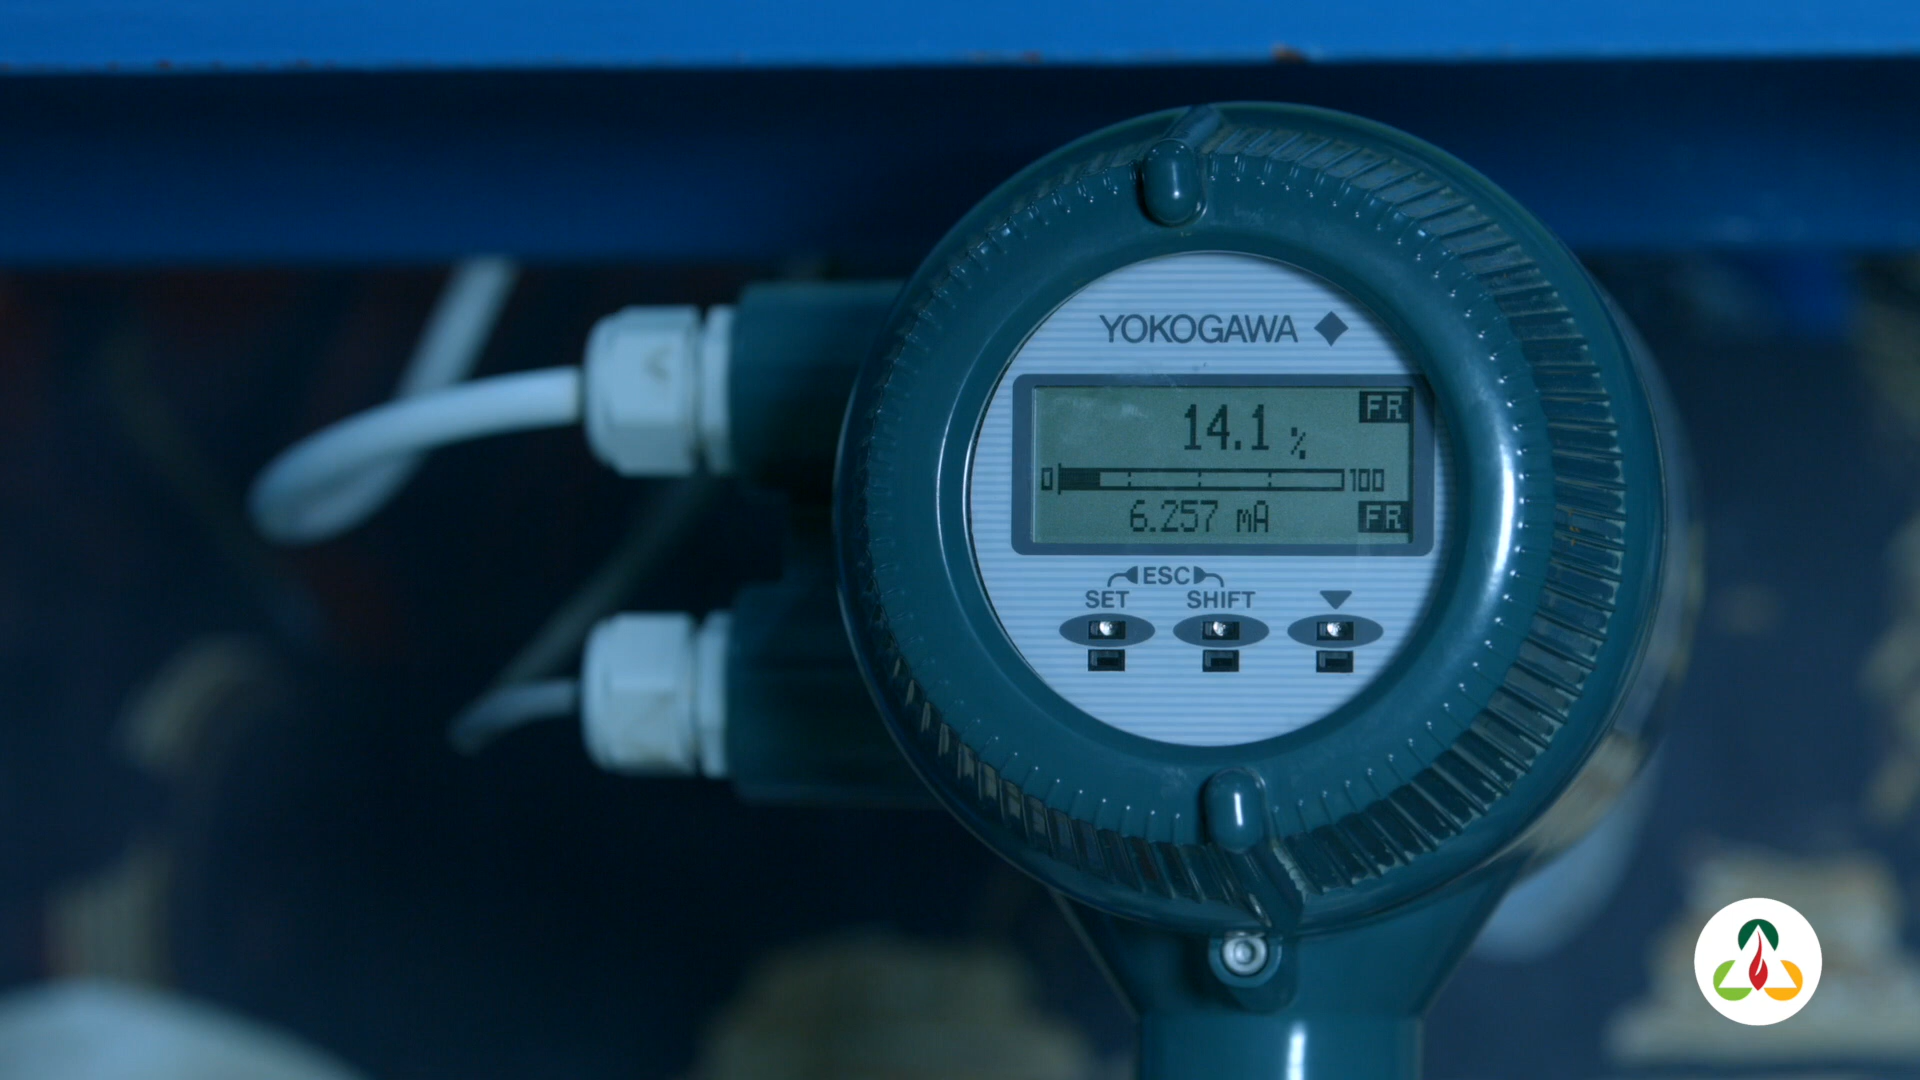 YOKOGAWA
14.1 % FR
0 100
6.257 mA FR
ESC
SET SHIFT